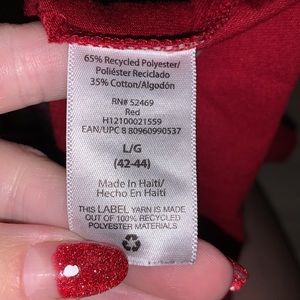 65% Recycled Polyester/
Poliéster Reciclado
35% Cotton/Algodón
RN# 52469
Red
H12100021559
EAN/UPC 8 80960990537
L/G
(42-44)
Made In Haiti/
Hecho En Haiti
THIS LABEL YARN IS MADE
OUT OF 100% RECYCLED
POLYESTER MATERIALS